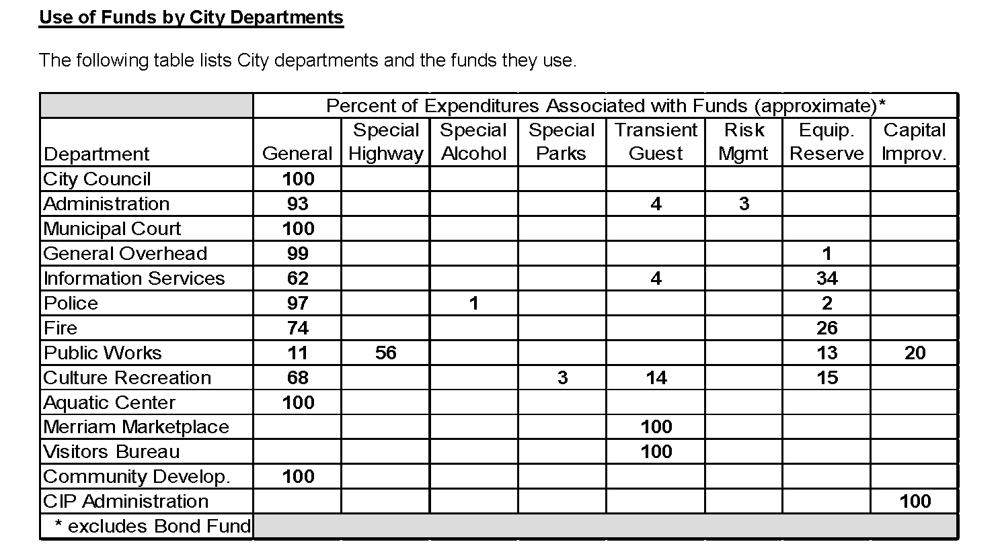 Use of Funds by City Departments
The following table lists City departments and the funds they use.
Percent of Expenditures Associated with Funds (approximate)*
Department General Special Highway Special Alcohol Special Parks Transient Guest Risk Mgmt Equip. Reserve Capital Improv.
City Council 100
Administration 93 4 3
Municipal Court 100
General Overhead 99 1
Information Services 62 4 34
Police 97 1 2
Fire 74 26
Public Works 11 56 13 20
Culture Recreation 68 3 14 15
Aquatic Center 100
Merriam Marketplace 100
Visitors Bureau 100
Community Develop. 100
CIP Administration 100
* excludes Bond Fund